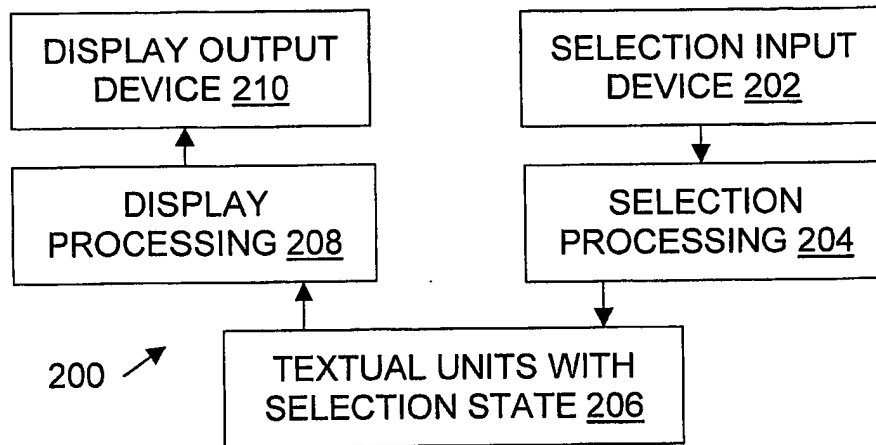 DISPLAY OUTPUT
DEVICE 210
SELECTION INPUT
DEVICE 202
DISPLAY
PROCESSING 208
SELECTION
PROCESSING 204
200
TEXTUAL UNITS WITH
SELECTION STATE 206